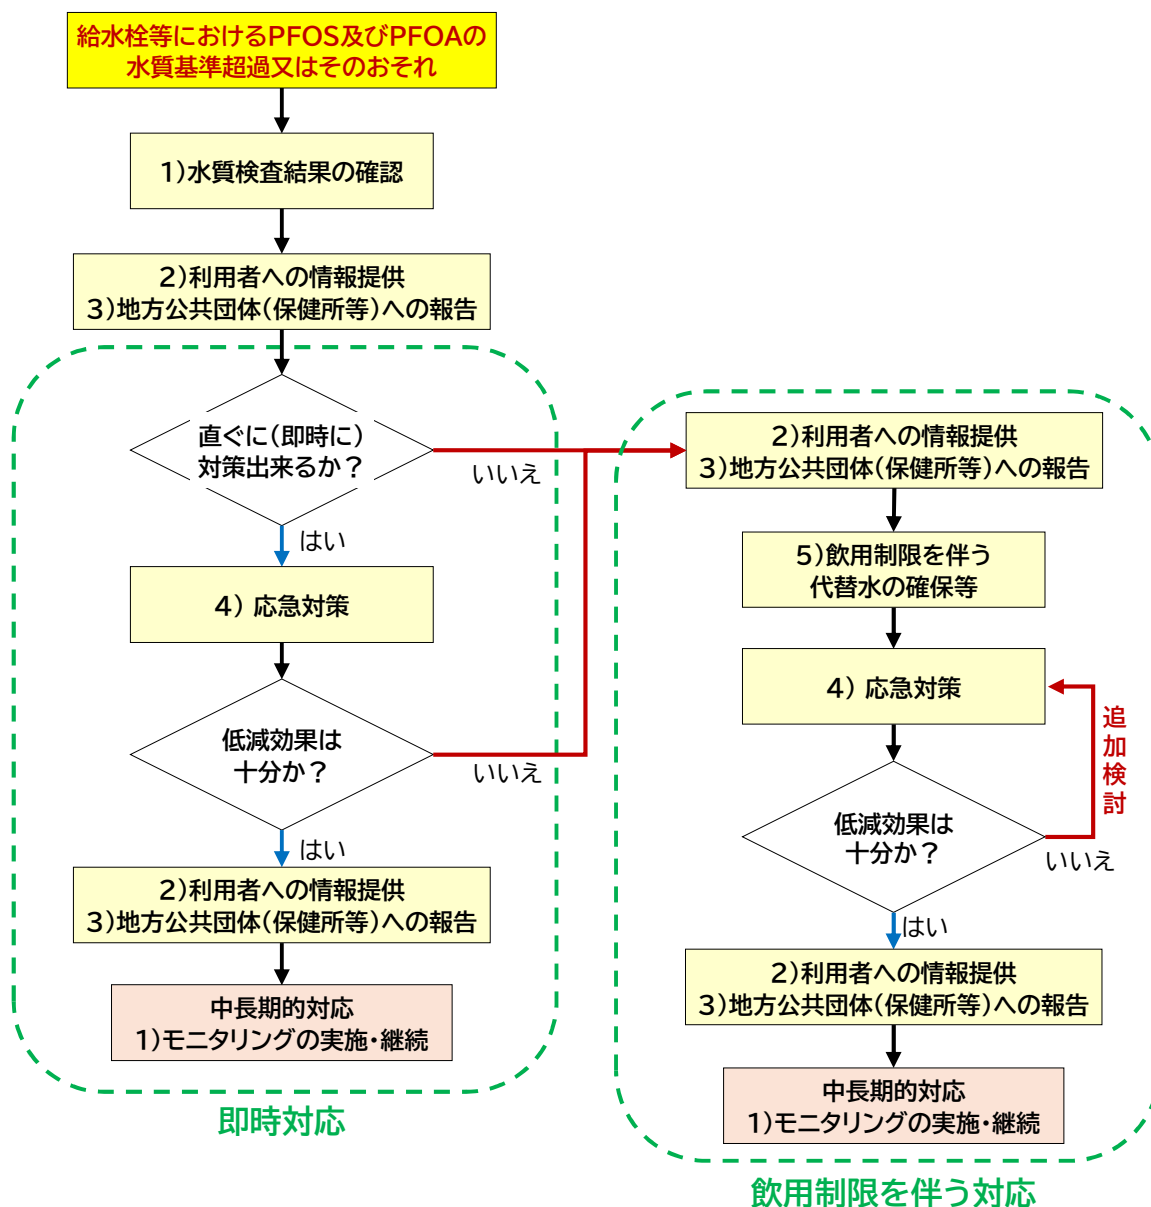 給水栓等におけるPFOS及びPFOAの
水質基準超過又はそのおそれ
1)水質検査結果の確認
2)利用者への情報提供
3)地方公共団体(保健所等)への報告
直ぐに(即時に)
対策出来るか？
いいえ
はい
4) 応急対策
低減効果は
十分か？
いいえ
はい
2)利用者への情報提供
3)地方公共団体(保健所等)への報告
中長期的対応
1)モニタリングの実施・継続
即時対応
2)利用者への情報提供
3)地方公共団体(保健所等)への報告
5)飲用制限を伴う
代替水の確保等
4) 応急対策
追加検討
低減効果は
十分か？
いいえ
はい
2)利用者への情報提供
3)地方公共団体(保健所等)への報告
中長期的対応
1)モニタリングの実施・継続
飲用制限を伴う対応